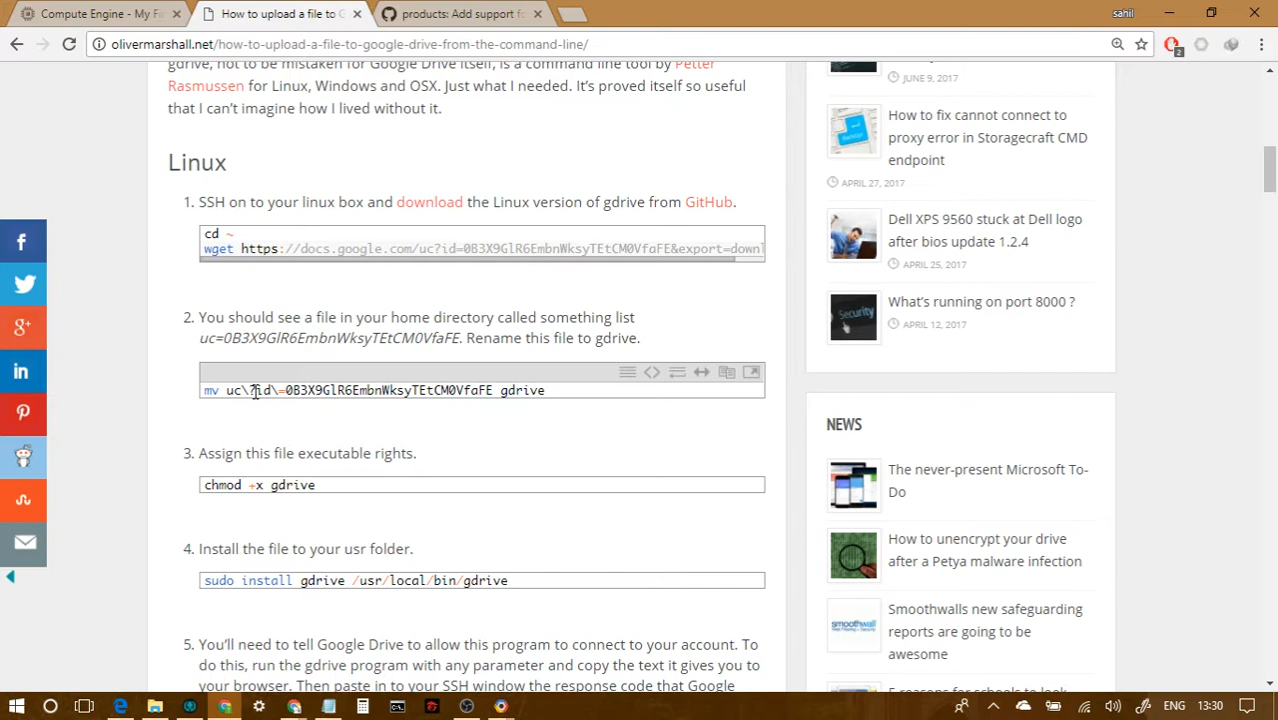 Compute Engine - My Fi
How to upload a file to G
products: Add support fo
sahil
olivermarshall.net/how-to-upload-a-file-to-google-drive-from-the-command-line/
2
gdrive, not to be mistaken for Google Drive itself, is a command line tool by Petter
Rasmussen for Linux, Windows and OSX. Just what I needed. It's proved itself so useful
that I can't imagine how I lived without it.
Linux
1. SSH on to your linux box and download the Linux version of gdrive from GitHub.
cd ~
wget https://docs.google.com/uc?id=0B3X9GlR6EmbnWksyTEtCM0VfaFE&export=downl
2. You should see a file in your home directory called something list
uc=0B3X9GlR6EmbnWksyTEtCM0VfaFE. Rename this file to gdrive.
mv uc\?id\=0B3X9GlR6EmbnWksyTEtCM0VfaFE gdrive
3. Assign this file executable rights.
chmod +x gdrive
4. Install the file to your usr folder.
sudo install gdrive /usr/local/bin/gdrive
5. You'll need to tell Google Drive to allow this program to connect to your account. To
do this, run the gdrive program with any parameter and copy the text it gives you to
your browser. Then paste in to your SSH window the response code that Google
JUNE 9, 2017
How to fix cannot connect to
proxy error in Storagecraft CMD
endpoint
APRIL 27, 2017
Dell XPS 9560 stuck at Dell logo
after bios update 1.2.4
APRIL 25, 2017
Security
What's running on port 8000 ?
APRIL 12, 2017
NEWS
The never-present Microsoft To-
Do
How to unencrypt your drive
after a Petya malware infection
smoothwall
Smoothwalls new safeguarding
reports are going to be
awesome
5 reasons for schools to look
ENG
13:30